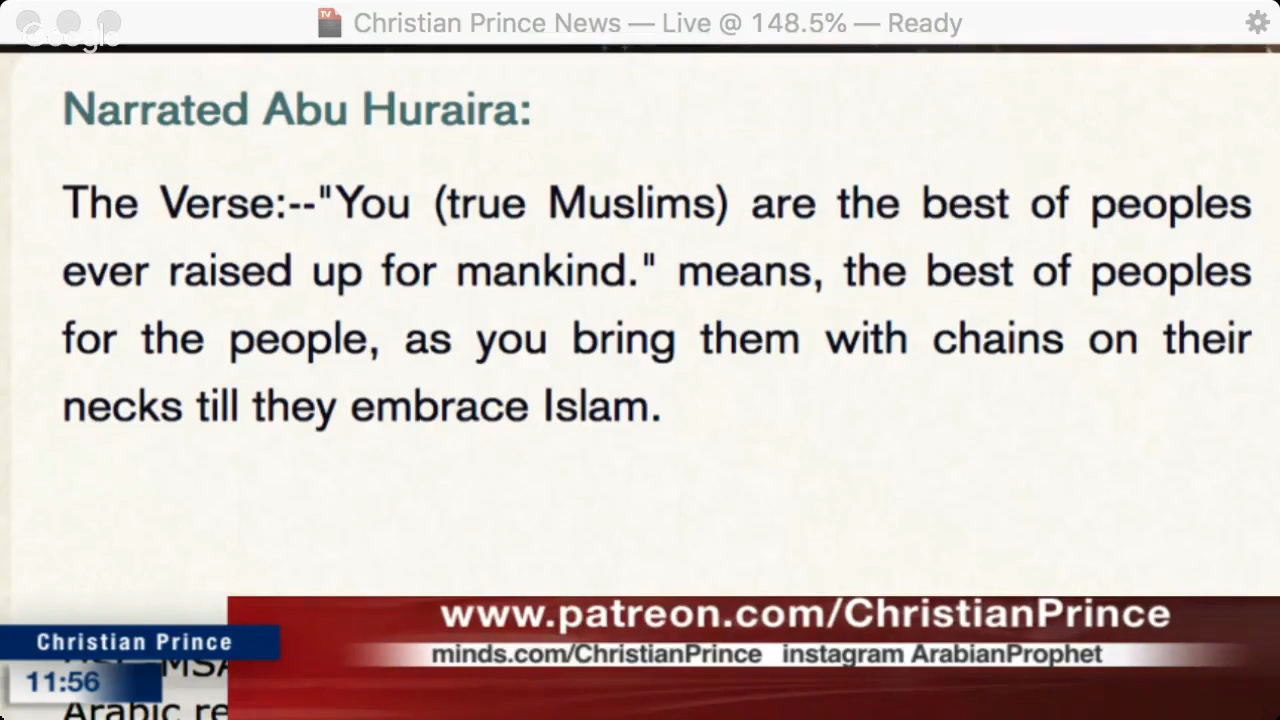 Christian Prince News — Live @ 148.5% — Ready
Google
Narrated Abu Huraira:
The Verse:--"You (true Muslims) are the best of peoples
ever raised up for mankind." means, the best of peoples
for the people, as you bring them with chains on their
necks till they embrace Islam.
www.patreon.com/ChristianPrince
Christian Prince
minds.com/ChristianPrince instagram ArabianProphet
11:56
Arabic re